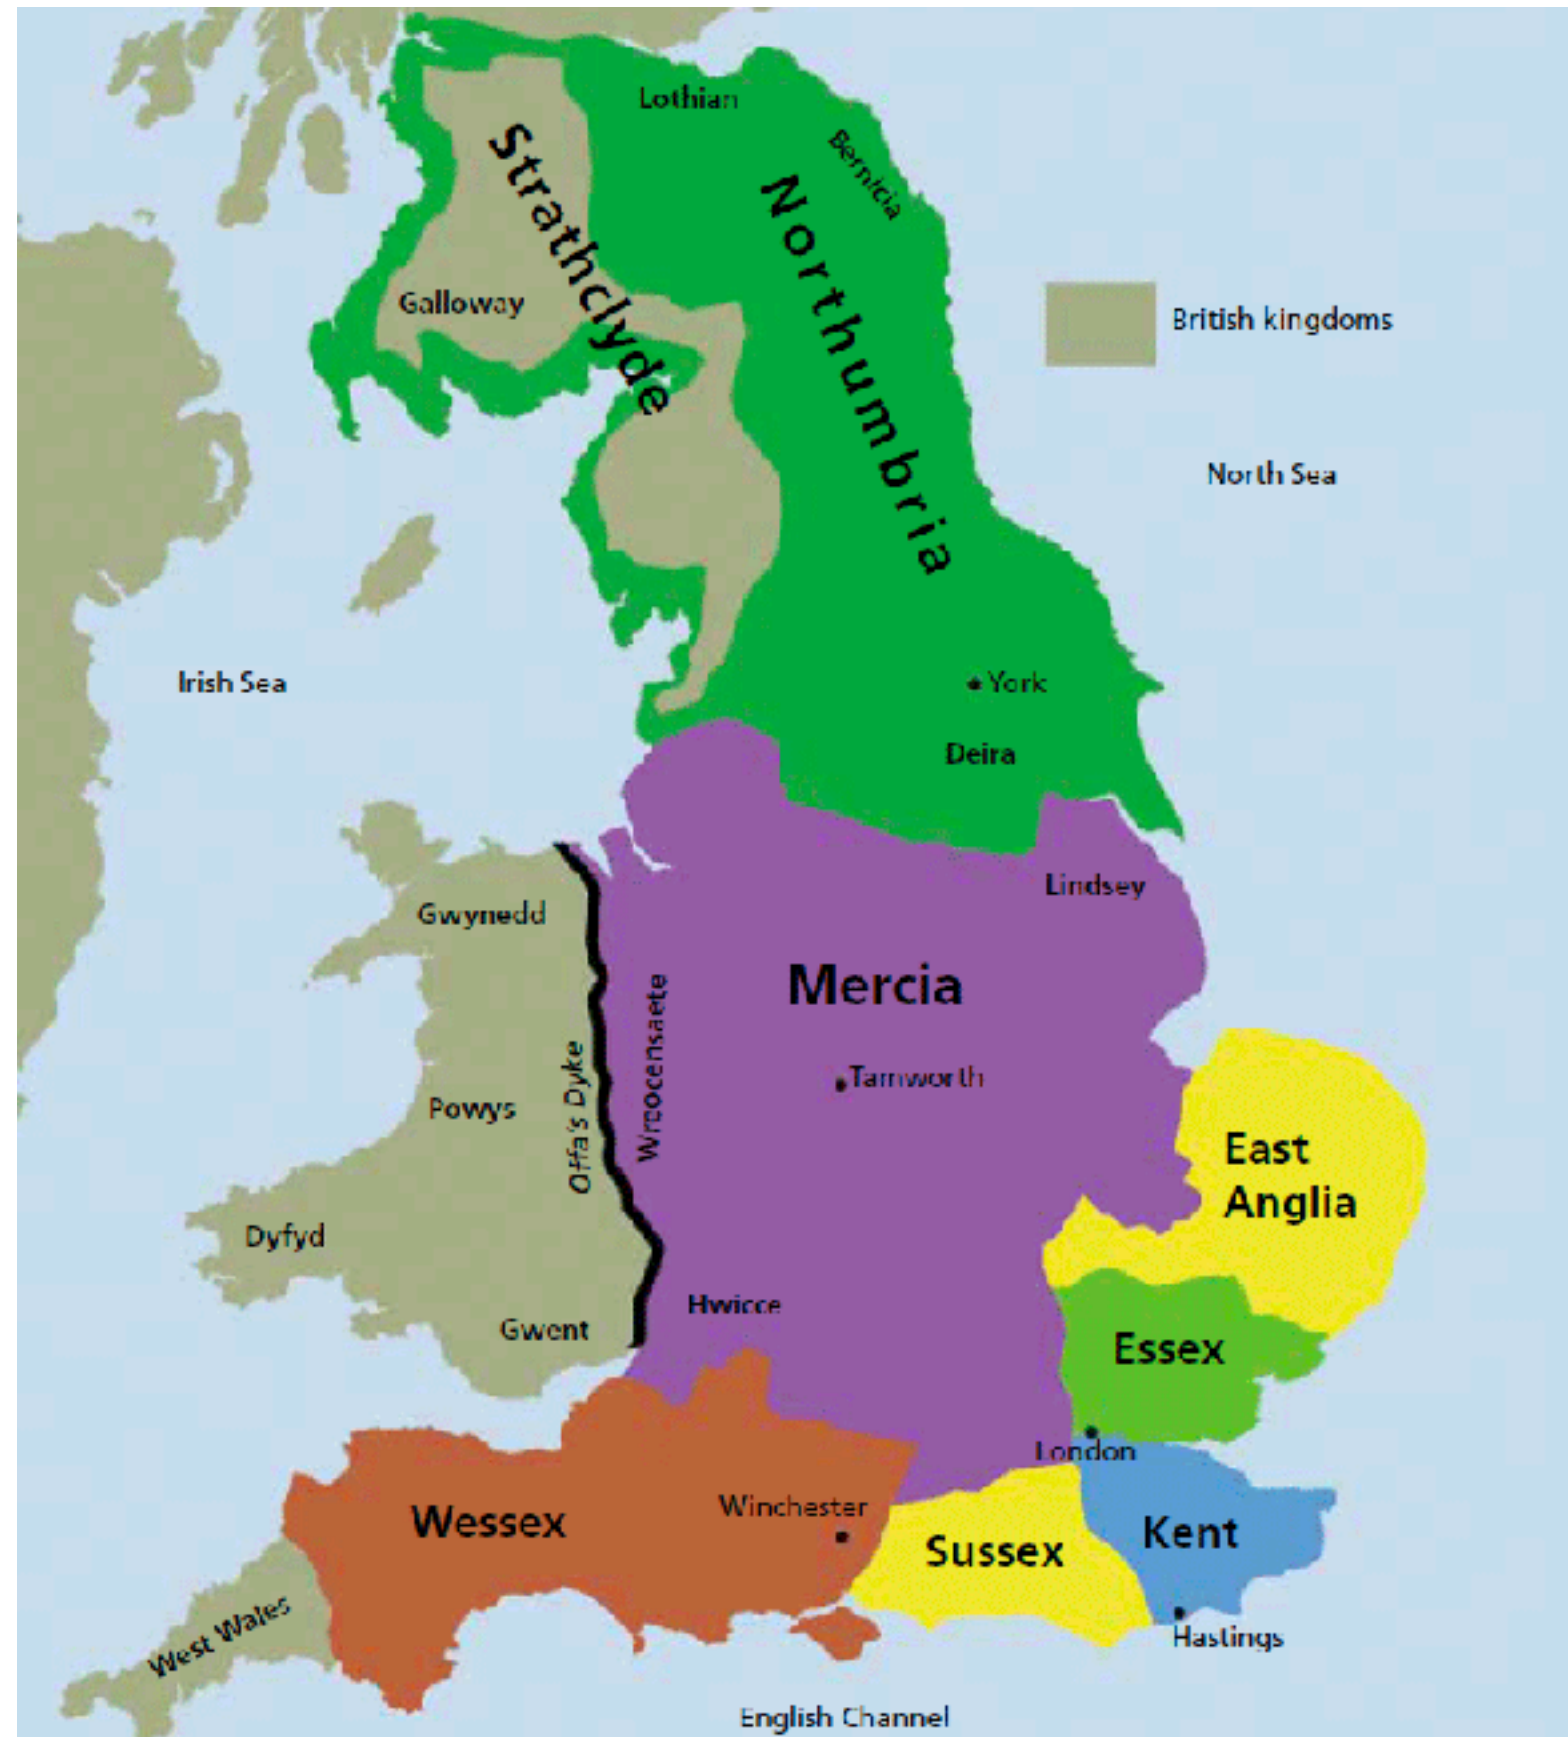 Lothian
Bernicia
Strathclyde
Northumbria
Galloway
British kingdoms
North Sea
Irish Sea
York
Deira
Lindsey
Gwynedd
Mercia
Wrcocensaete
Offa's Dyke
Tamworth
Powys
East
Anglia
Dyfyd
Hwicce
Gwent
Essex
London
Wessex
Winchester
Sussex
Kent
West Wales
Hastings
English Channel